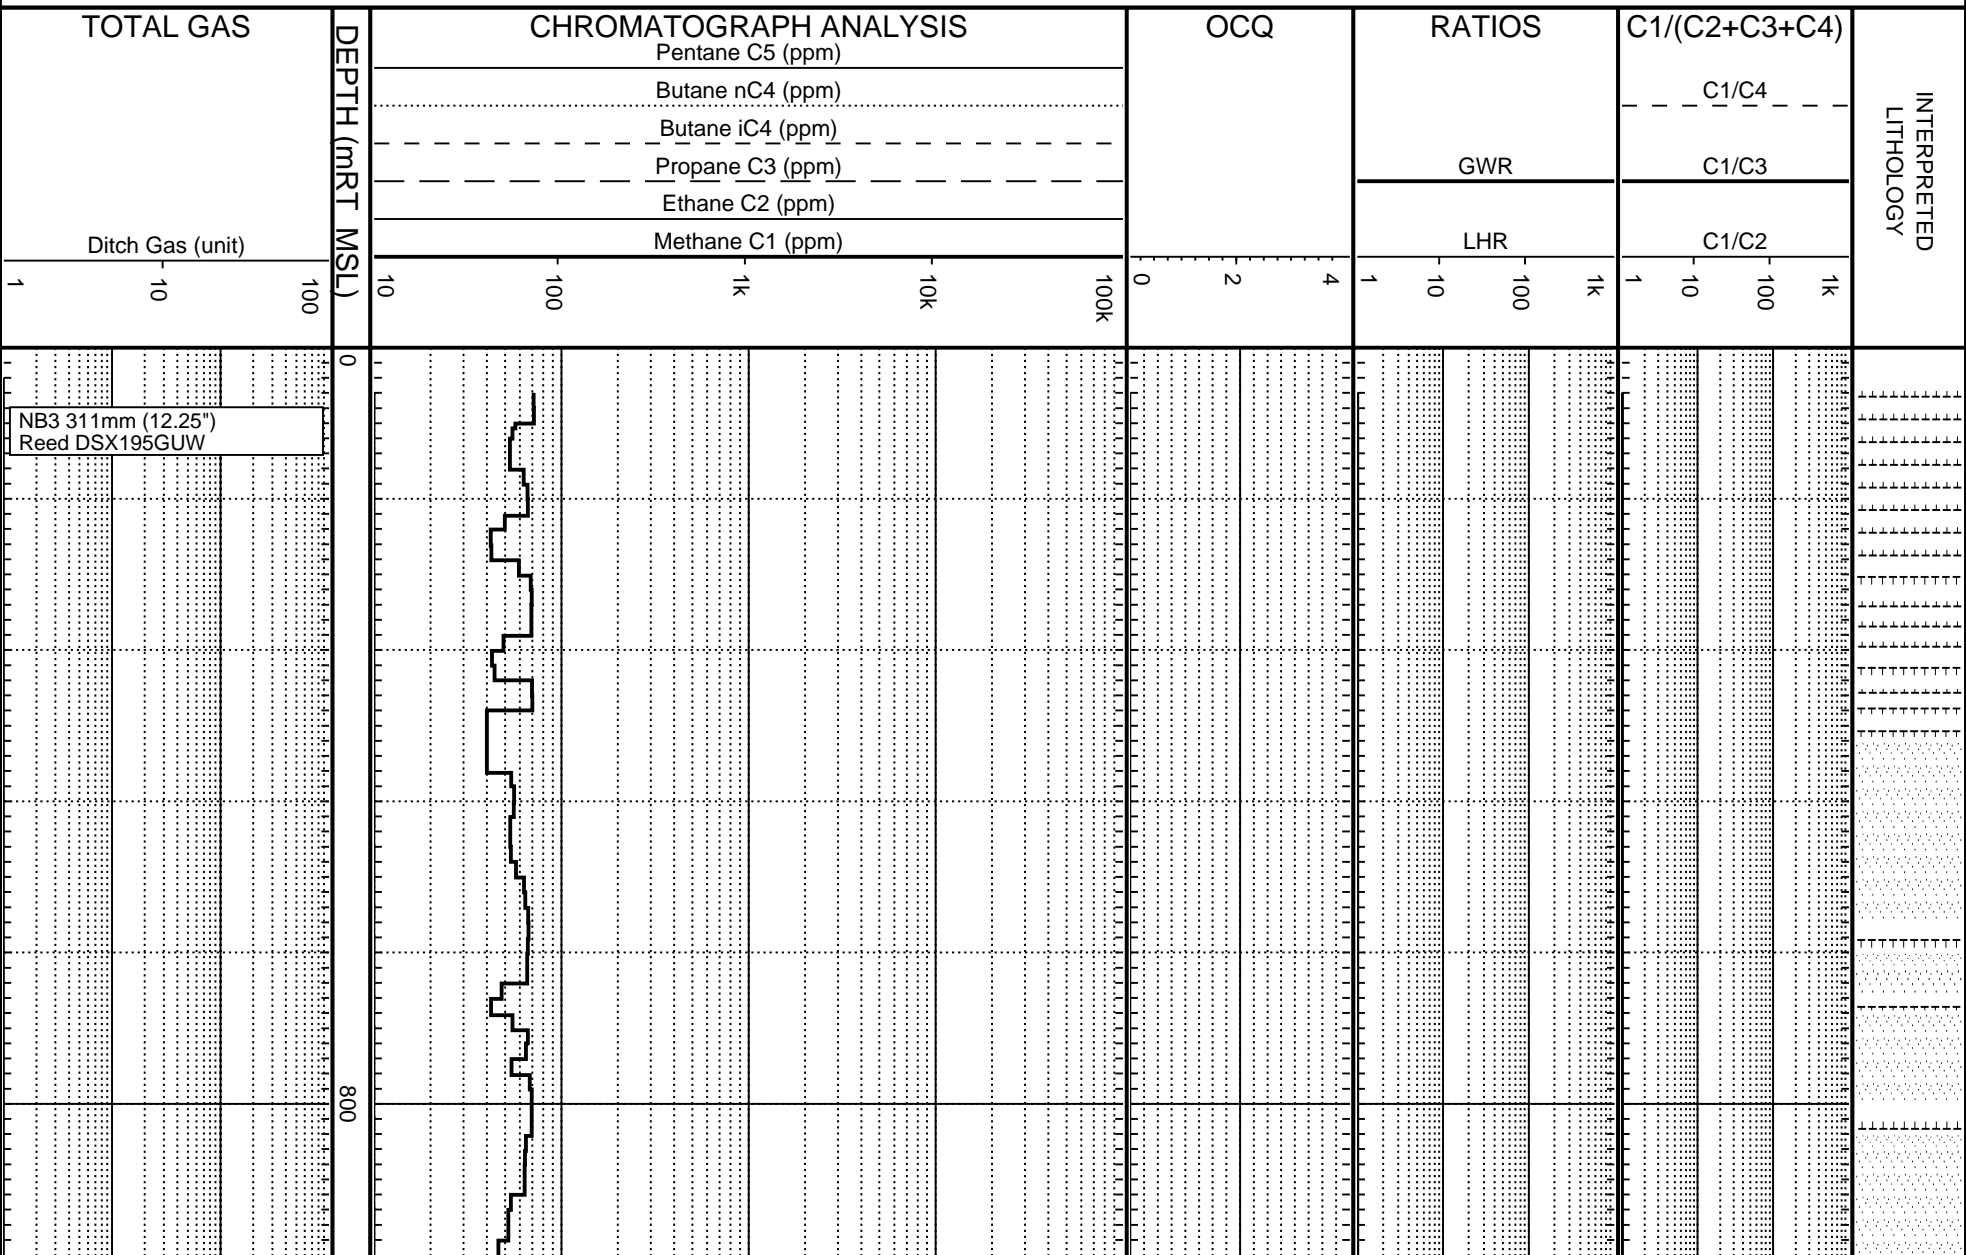 TOTAL GAS
Ditch Gas (unit)
1
10
100
DEPTH (mRT MSL)
CHROMATOGRAPH ANALYSIS
Pentane C5 (ppm)
Butane nC4 (ppm)
Butane iC4 (ppm)
Propane C3 (ppm)
Ethane C2 (ppm)
Methane C1 (ppm)
10
100
1k
10k
100k
OCQ
0
2
4
RATIOS
GWR
LHR
1
10
100
1k
C1/(C2+C3+C4)
C1/C4
C1/C3
C1/C2
1
10
100
1k
INTERPRETED
LITHOLOGY
0
NB3 311mm (12.25")
Reed DSX195GUW
800